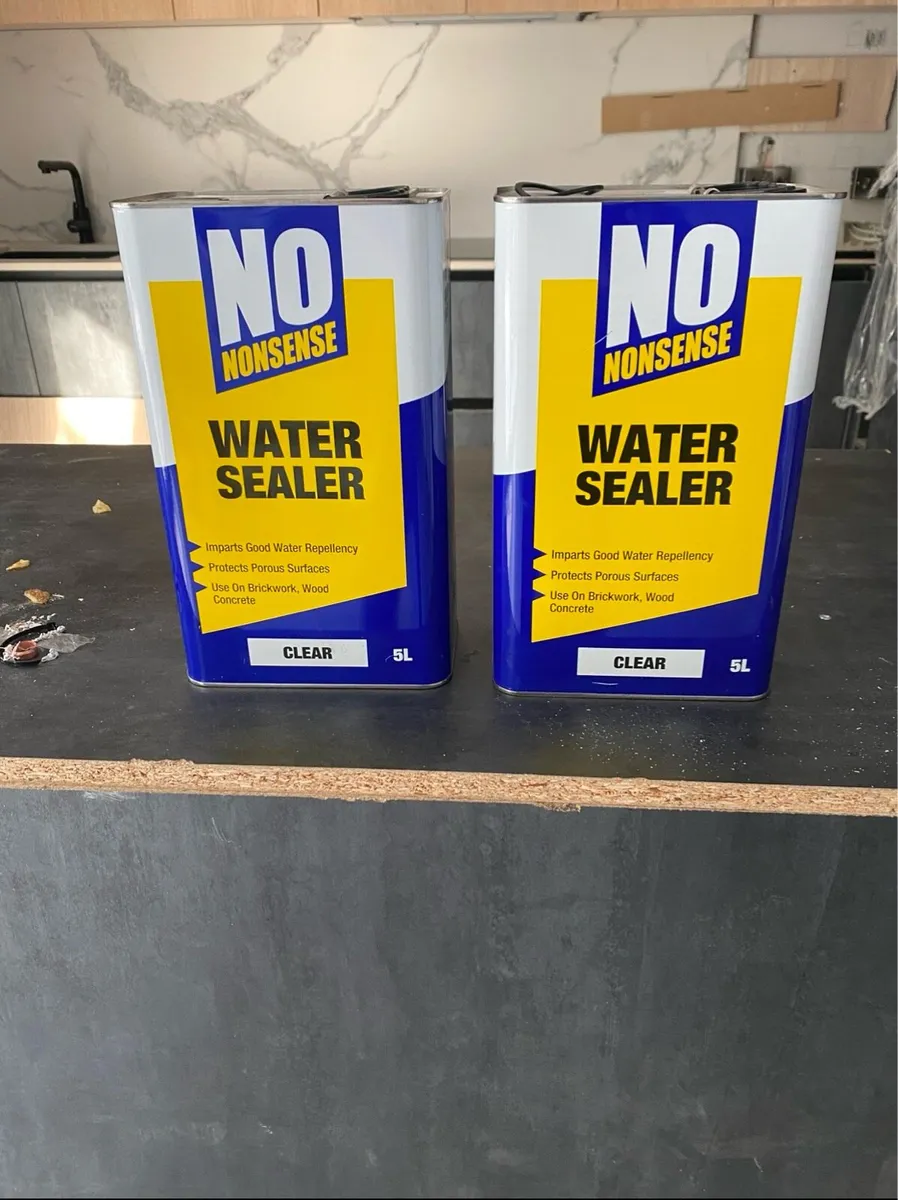 NO
NONSENSE
WATER
SEALER
Imparts Good Water Repellency
Protects Porous Surfaces
Use On Brickwork, Wood
Concrete
CLEAR
5L
NO
NONSENSE
WATER
SEALER
Imparts Good Water Repellency
Protects Porous Surfaces
Use On Brickwork, Wood
Concrete
CLEAR
5L